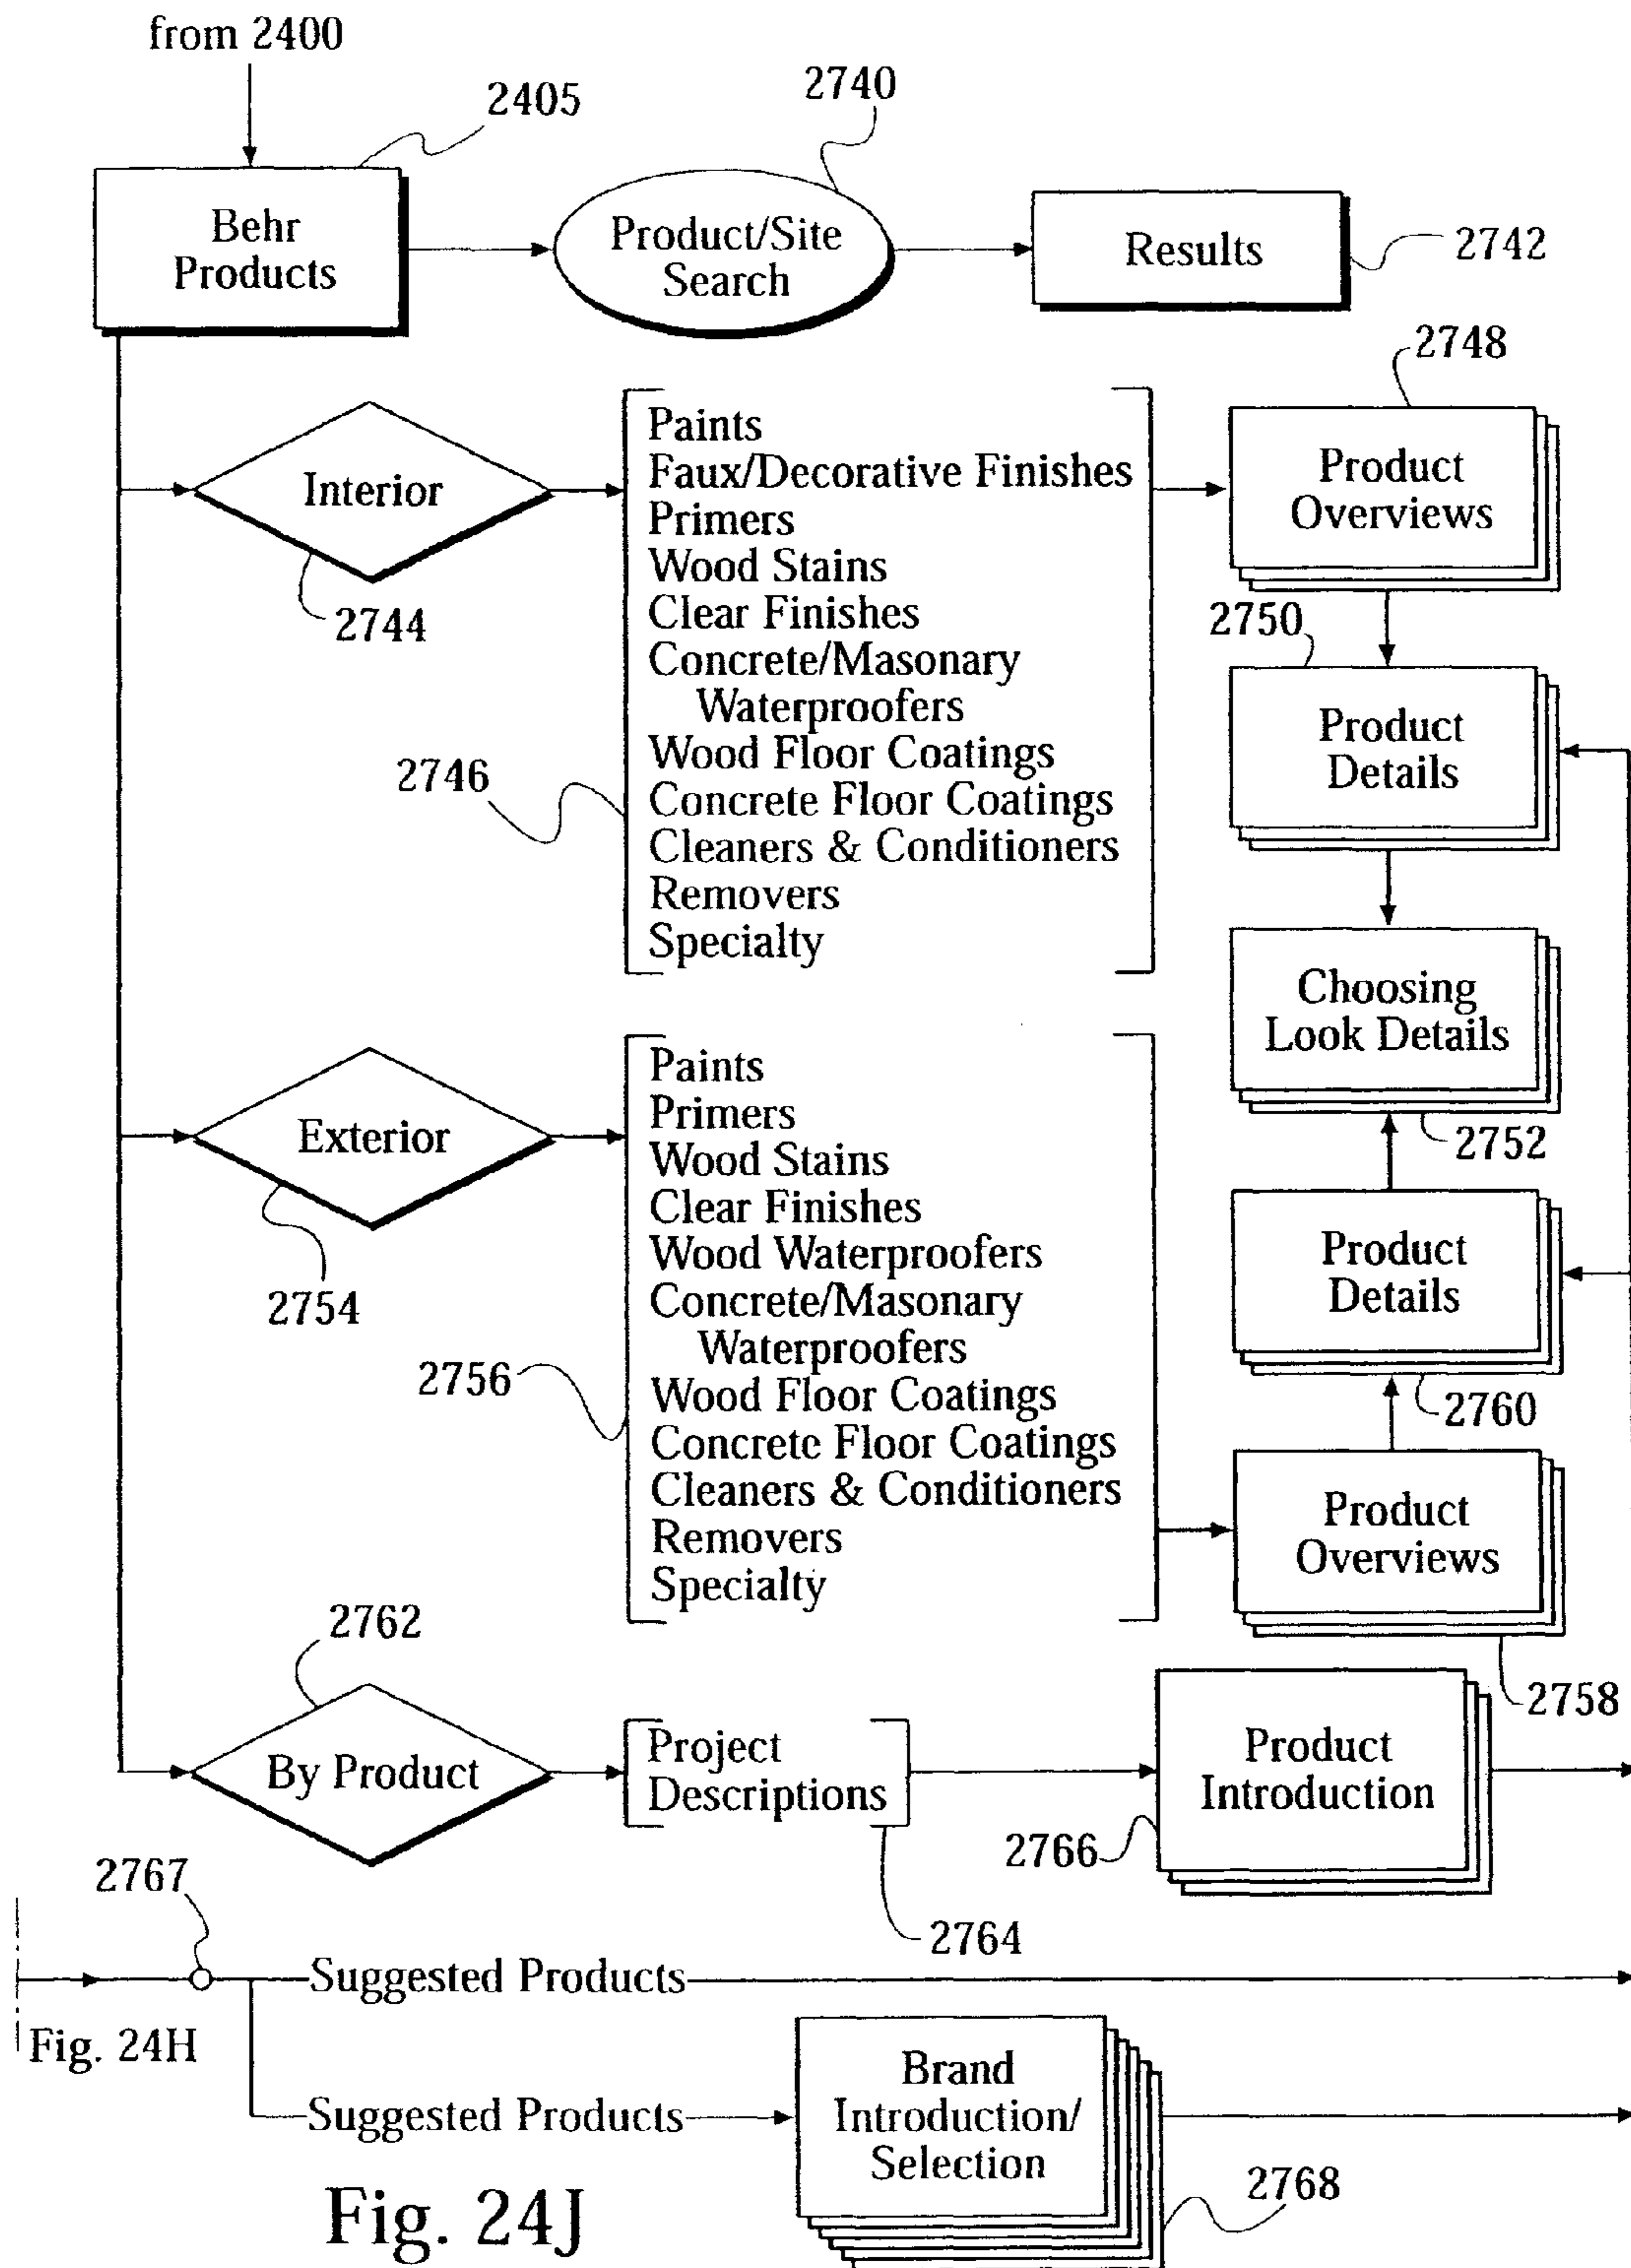 from 2400
2405
2740
Behr
Products
Product/Site
Search
Results
2742
2748
Interior
2744
Paints
Faux/Decorative Finishes
Primers
Wood Stains
Clear Finishes
Concrete/Masonary
Waterproofers
Wood Floor Coatings
Concrete Floor Coatings
Cleaners & Conditioners
Removers
Specialty
2746
Product
Overviews
2750
Product
Details
Choosing
Look Details
2752
Exterior
2754
Paints
Primers
Wood Stains
Clear Finishes
Wood Waterproofers
Concrete/Masonary
Waterproofers
Wood Floor Coatings
Concrete Floor Coatings
Cleaners & Conditioners
Removers
Specialty
2756
Product
Details
2760
Product
Overviews
2758
2762
By Product
Project
Descriptions
2764
Product
Introduction
2766
2767
Suggested Products
Fig. 24H
Suggested Products
Brand
Introduction/
Selection
2768
Fig. 24J